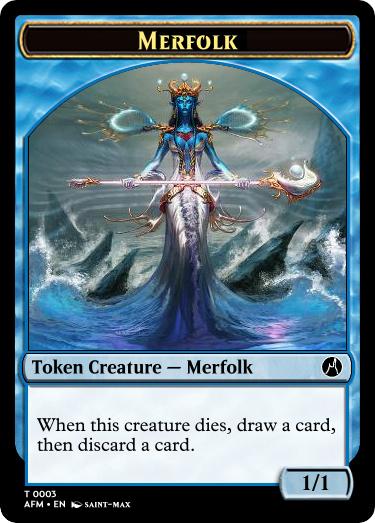 Merfolk
Token Creature — Merfolk
When this creature dies, draw a card,
then discard a card.
1/1
T 0003
AFM • EN SAINT-MAX